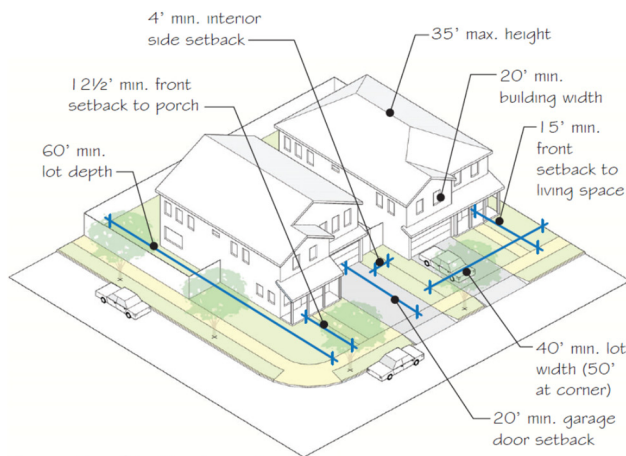 4' min. interior
side setback
35' max. height
12½' min. front
setback to porch
20' min.
building width
60' min.
lot depth
15' min.
front
setback to
living space
40' min. lot
width (50'
at corner)
20' min. garage
door setback